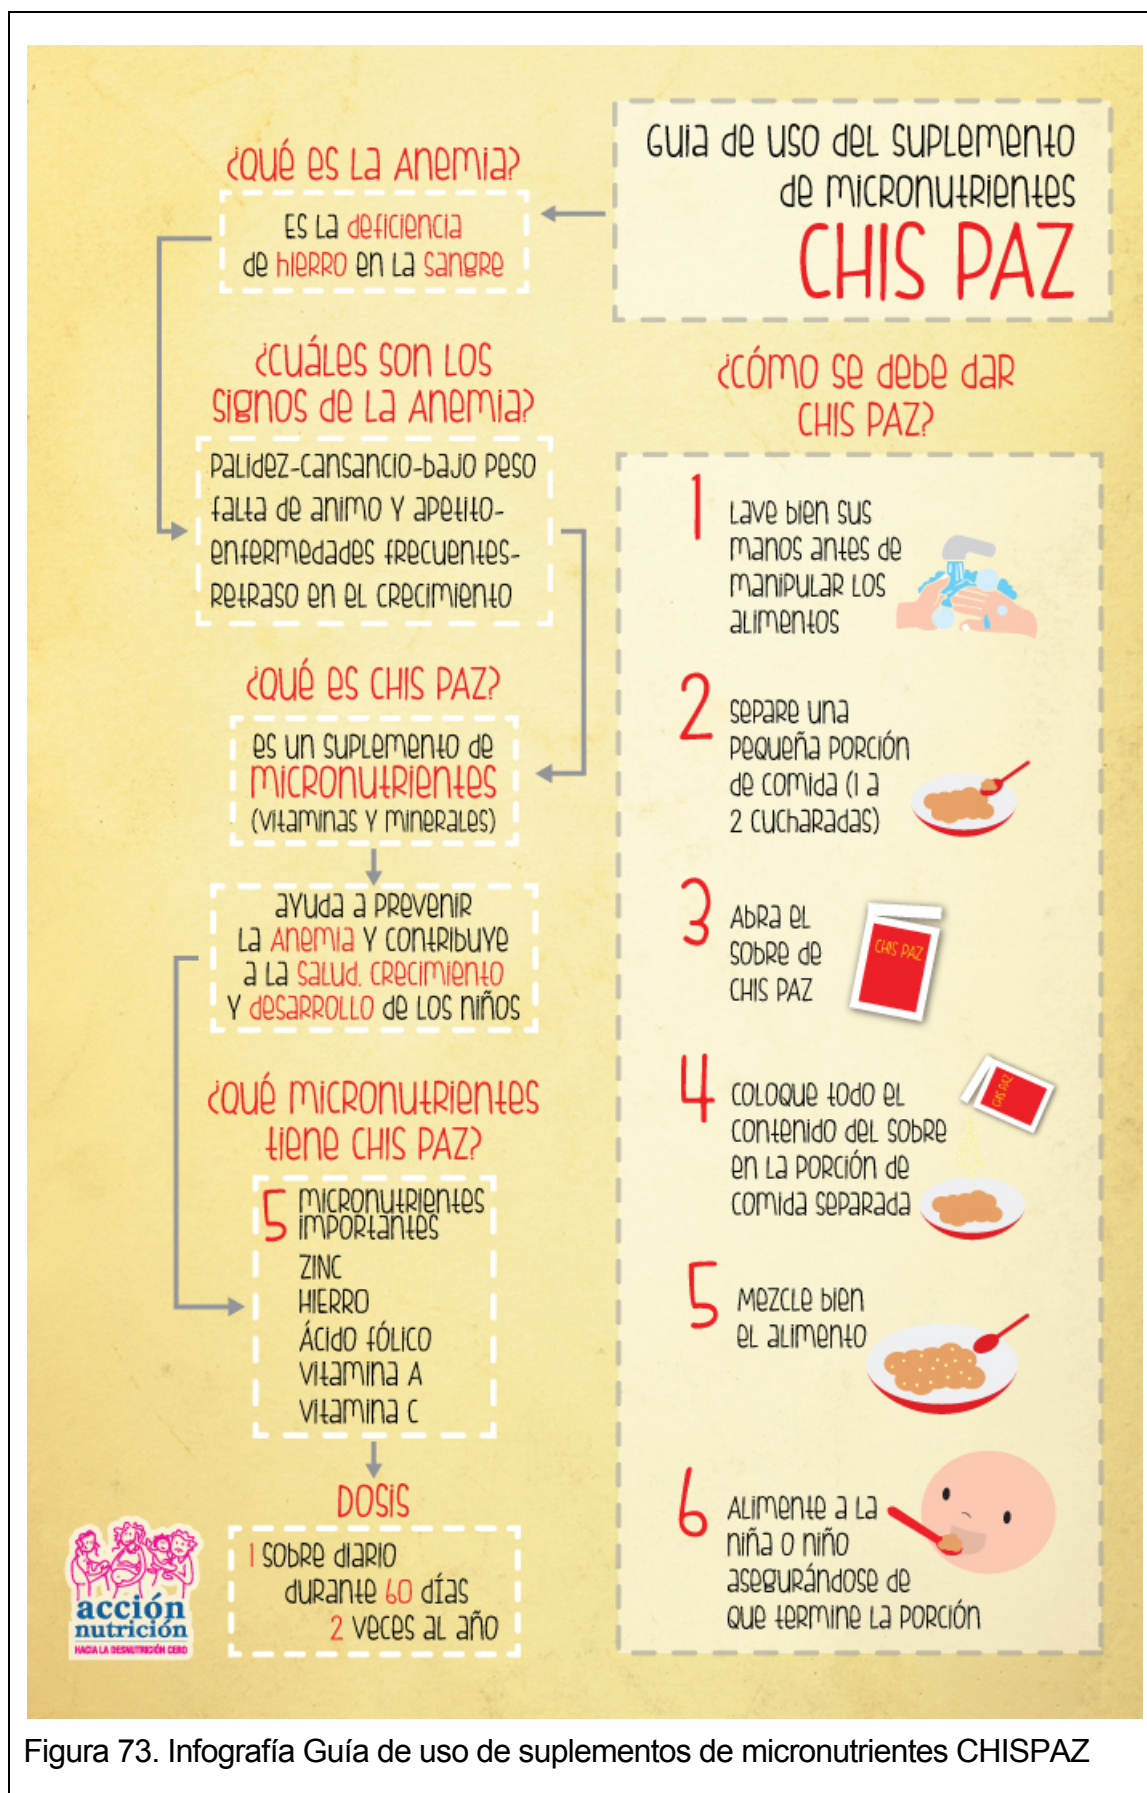 Guia de uso del suplemento
de micronutrientes
CHIS PAZ
¿Qué es la Anemia?
Es la deficiencia
de hierro en la sangre
¿Cuáles son los
signos de la Anemia?
Palidez-cansancio-bajo peso
falta de animo y apetito-
enfermedades frecuentes-
Retraso en el crecimiento
¿Qué es CHIS PAZ?
es un suplemento de
micronutrientes
(vitaminas y minerales)
ayuda a prevenir
la Anemia y contribuye
a la salud, crecimiento
y desarrollo de los niños
¿Qué micronutrientes
tiene CHIS PAZ?
5 micronutrientes
importantes
ZINC
HIERRO
Ácido fólico
Vitamina A
Vitamina C
DOSIS
1 sobre diario
durante 60 días
2 veces al año
acción
nutrición
HACIA LA DESNUTRICIÓN CERO
¿Cómo se debe dar
CHIS PAZ?
1 Lave bien sus
manos antes de
manipular los
alimentos
2 Separe una
pequeña porción
de comida (1 a
2 cucharadas)
3 Abra el
sobre de
CHIS PAZ
CHIS PAZ
4 Coloque todo el
contenido del sobre
en la porción de
comida separada
CHIS PAZ
5 Mezcle bien
el alimento
6 Alimente a la
niña o niño
asegurándose de
que termine la porción
Figura 73. Infografía Guía de uso de suplementos de micronutrientes CHISPAZ